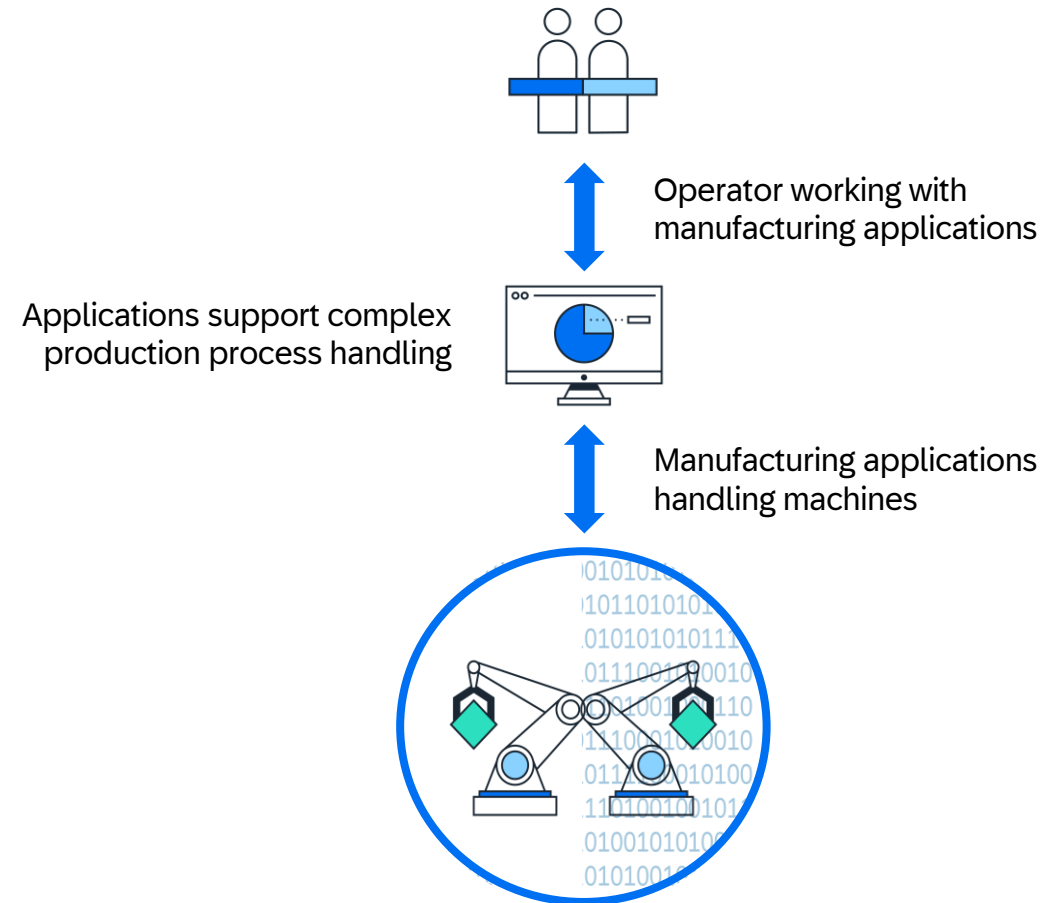 Operator working with
manufacturing applications
Applications support complex
production process handling
Manufacturing applications
handling machines